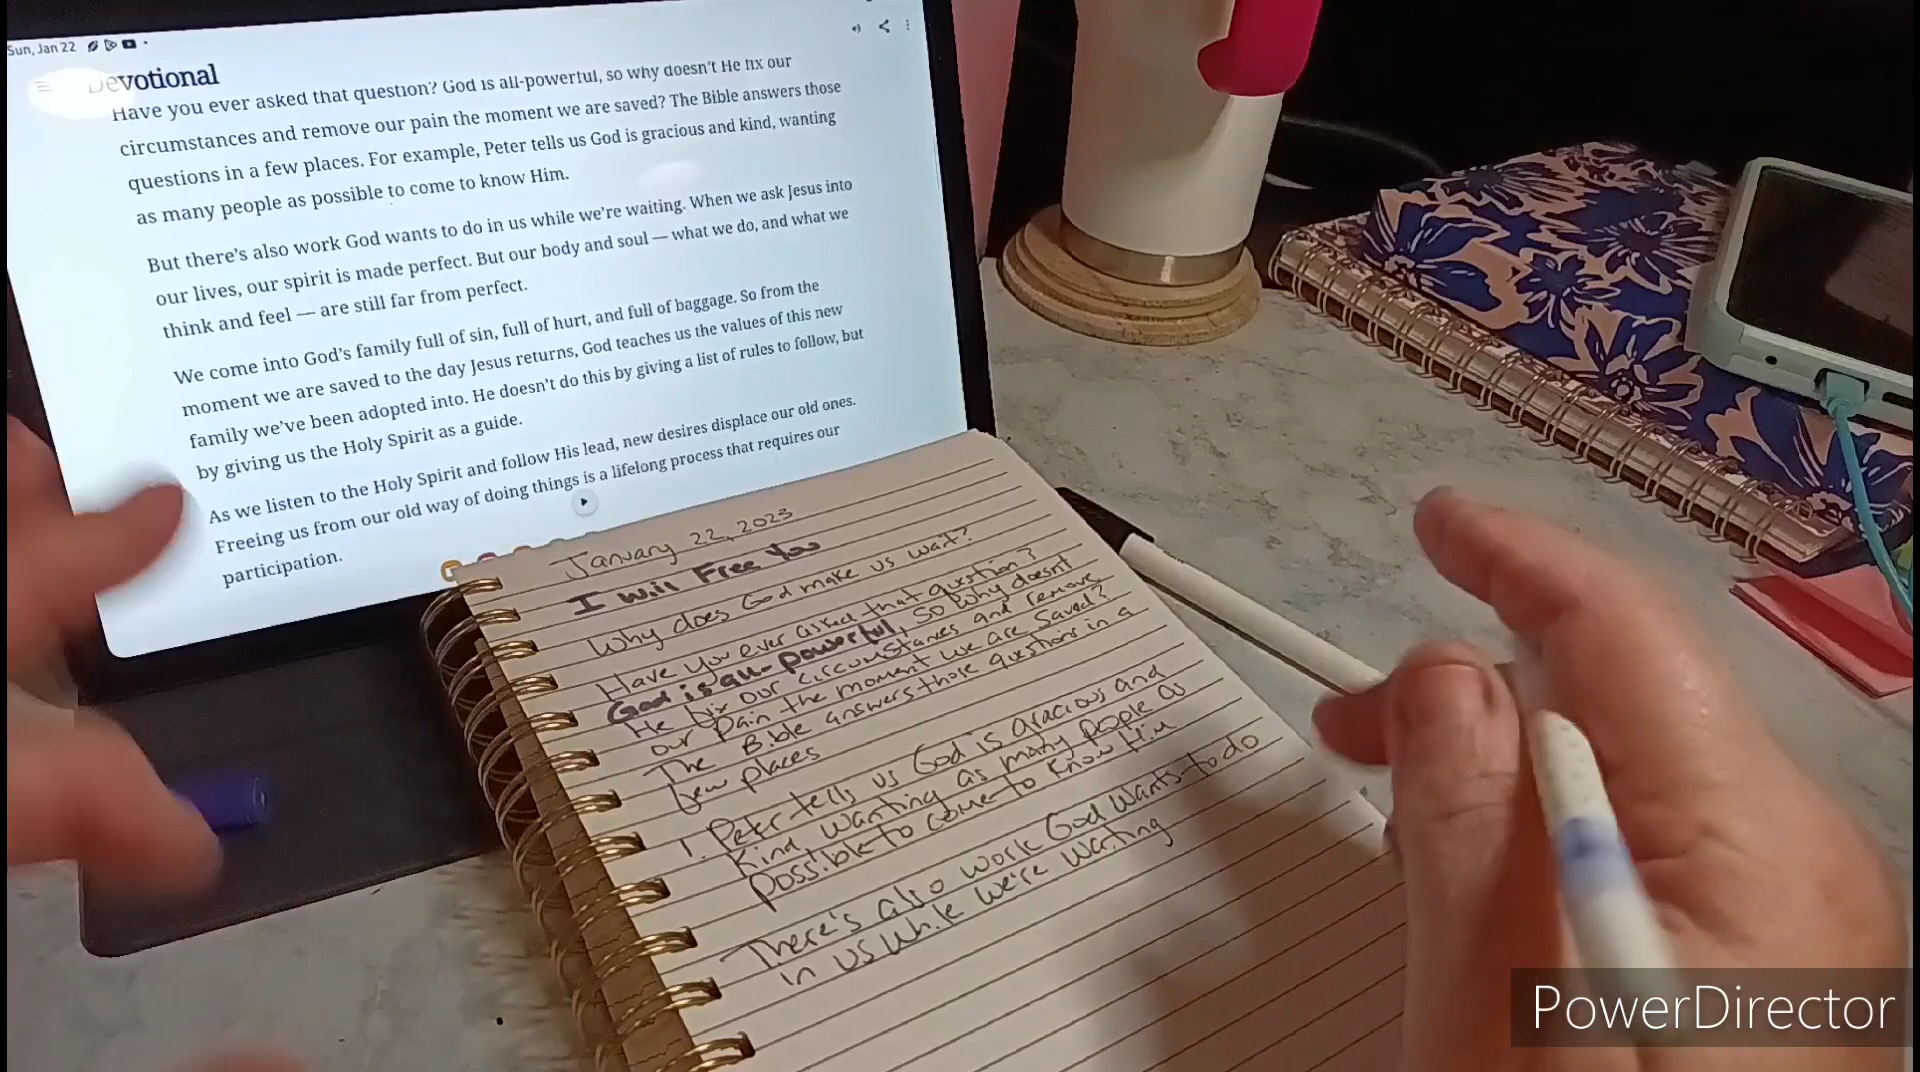 Sun, Jan 22
Devotional
Have you ever asked that question? God is all-powerful, so why doesn't He fix our
circumstances and remove our pain the moment we are saved? The Bible answers those
questions in a few places. For example, Peter tells us God is gracious and kind, wanting
as many people as possible to come to know Him.
But there's also work God wants to do in us while we're waiting. When we ask Jesus into
our lives, our spirit is made perfect. But our body and soul — what we do, and what we
think and feel — are still far from perfect.
We come into God's family full of sin, full of hurt, and full of baggage. So from the
moment we are saved to the day Jesus returns, God teaches us the values of this new
family we've been adopted into. He doesn't do this by giving a list of rules to follow, but
by giving us the Holy Spirit as a guide.
As we listen to the Holy Spirit and follow His lead, new desires displace our old ones.
Freeing us from our old way of doing things is a lifelong process that requires our
participation.
January 22, 2023
I will Free You
Why does God make us wait?
Have you ever asked that question?
God is all-powerful, so why doesn't
He fix our circumstances and remove
our pain the moment we are saved?
The Bible answers those questions in a
few places
1. Peter tells us God is gracious and
Kind, wanting as many people as
possible to come to know Him
There's also work God wants to do
in us while we're waiting
PowerDirector